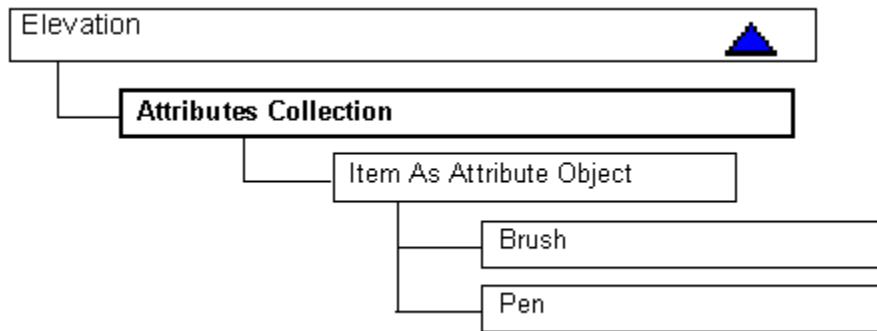 Elevation
Attributes Collection
Item As Attribute Object
Brush
Pen